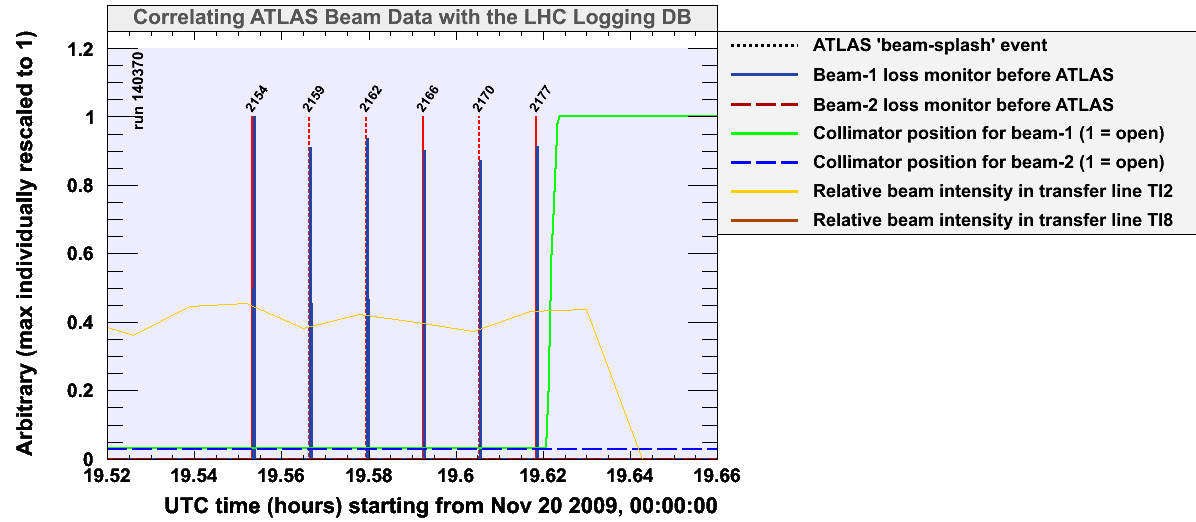 Correlating ATLAS Beam Data with the LHC Logging DB
Arbitrary (max individually rescaled to 1)
1.2
1
0.8
0.6
0.4
0.2
0
run 140370
2154
2159
2162
2166
2170
2177
19.52
19.54
19.56
19.58
19.6
19.62
19.64
19.66
UTC time (hours) starting from Nov 20 2009, 00:00:00
ATLAS 'beam-splash' event
Beam-1 loss monitor before ATLAS
Beam-2 loss monitor before ATLAS
Collimator position for beam-1 (1 = open)
Collimator position for beam-2 (1 = open)
Relative beam intensity in transfer line TI2
Relative beam intensity in transfer line TI8